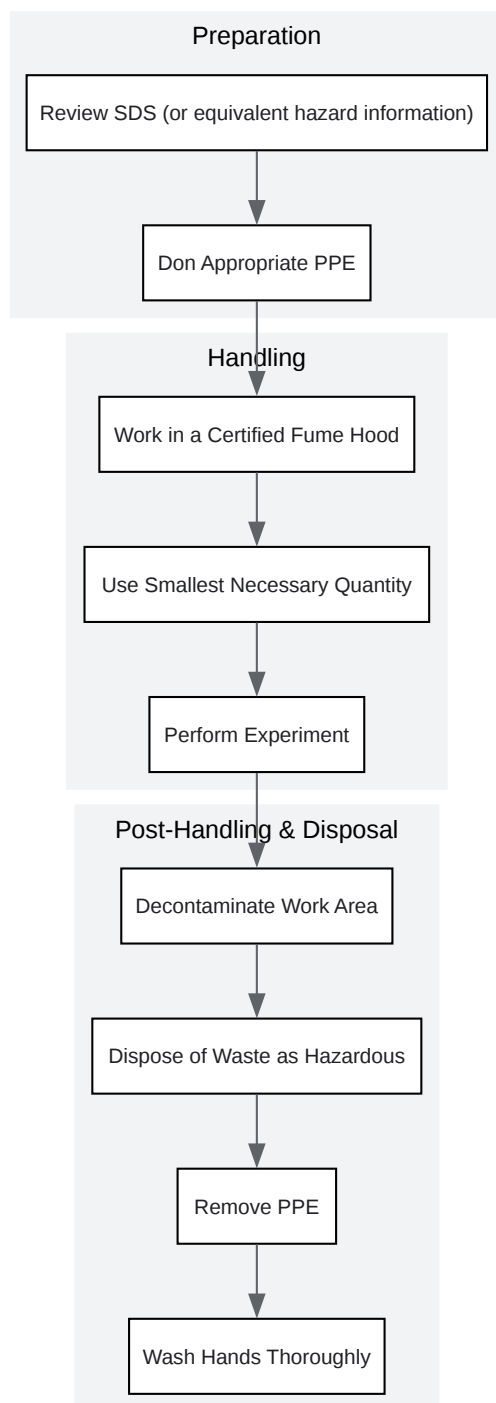 Preparation
Review SDS (or equivalent hazard information)
Don Appropriate PPE
Handling
Work in a Certified Fume Hood
Use Smallest Necessary Quantity
Perform Experiment
Post-Handling & Disposal
Decontaminate Work Area
Dispose of Waste as Hazardous
Remove PPE
Wash Hands Thoroughly